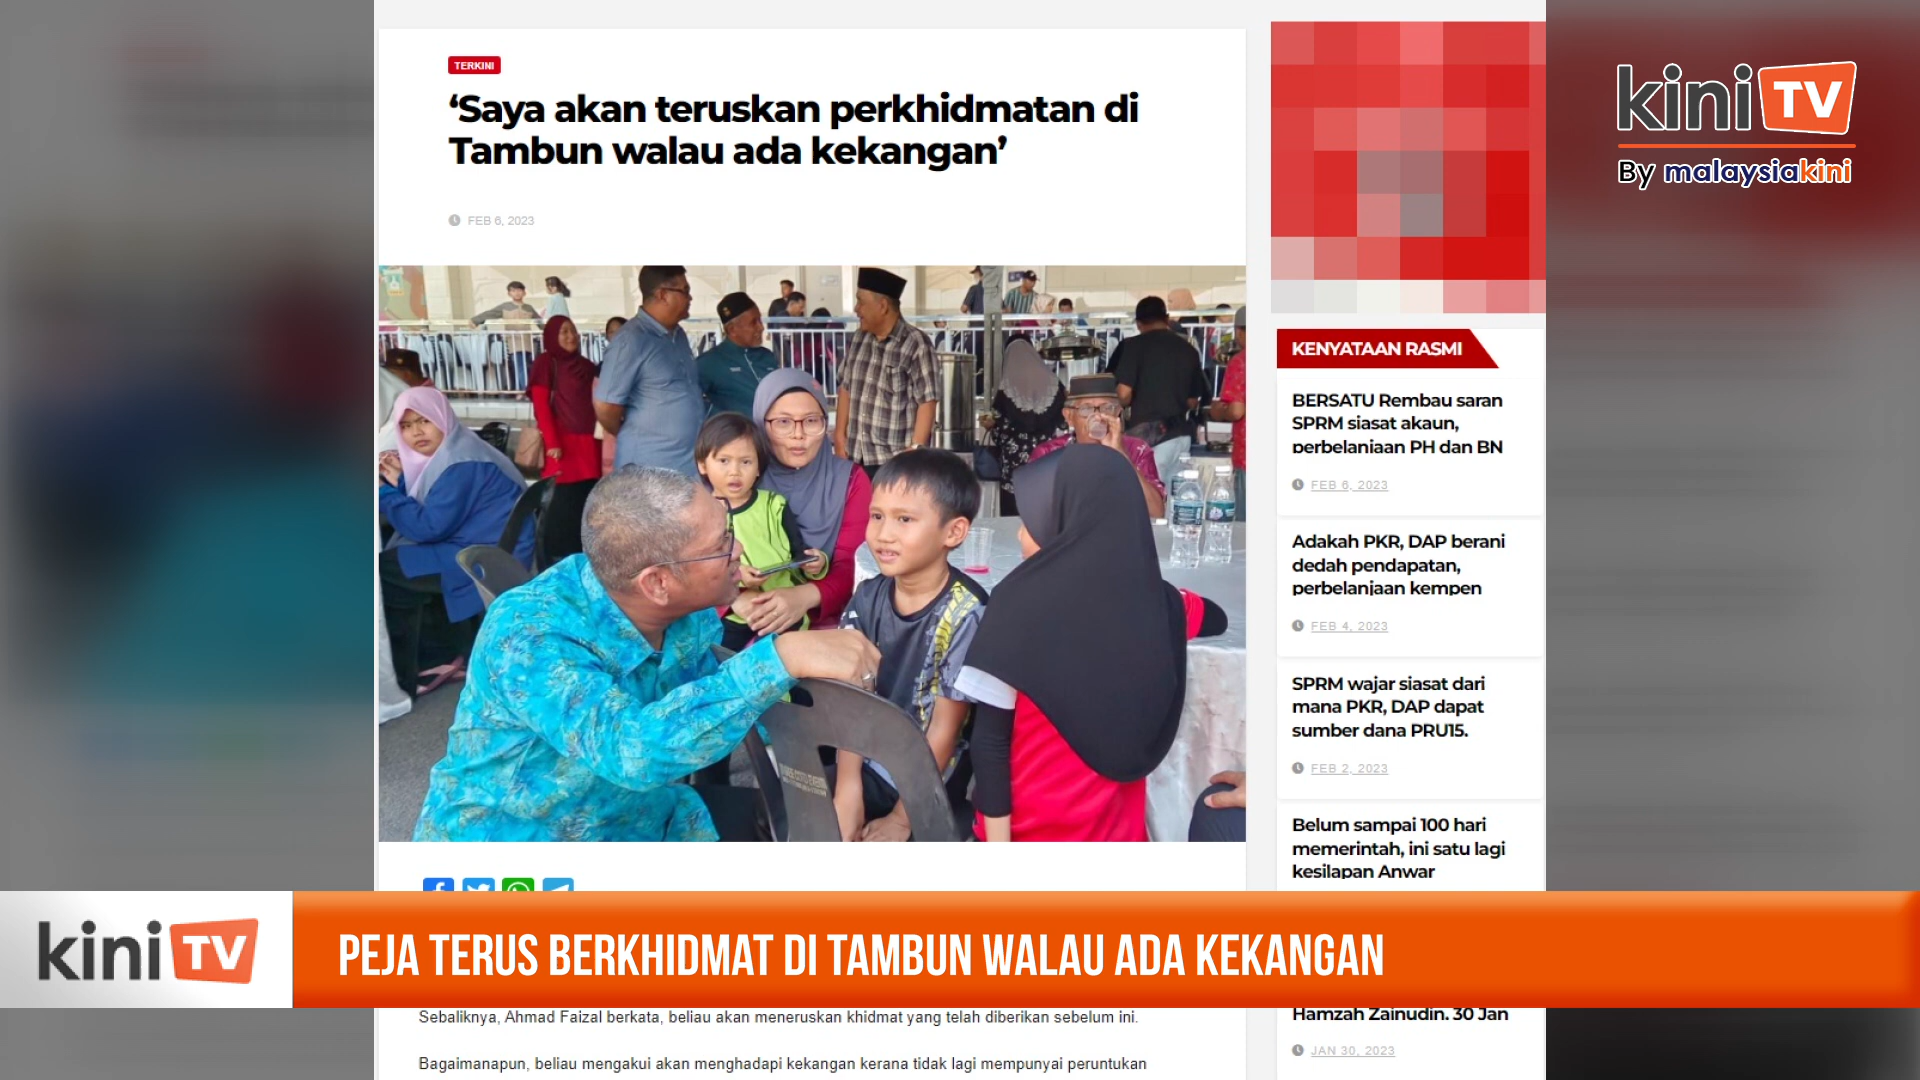 TERKINI
‘Saya akan teruskan perkhidmatan di
Tambun walau ada kekangan’
FEB 6, 2023
kini TV
By malaysiakini
KENYATAAN RASMI
BERSATU Rembau saran
SPRM siasat akaun,
perbelanjaan PH dan BN
FEB 6, 2023
Adakah PKR, DAP berani
dedah pendapatan,
perbelanjaan kempen
FEB 4, 2023
SPRM wajar siasat dari
mana PKR, DAP dapat
sumber dana PRU15.
FEB 2, 2023
Belum sampai 100 hari
memerintah, ini satu lagi
kesilapan Anwar
kini TV
PEJA TERUS BERKHIDMAT DI TAMBUN WALAU ADA KEKANGAN
Sebaliknya, Ahmad Faizal berkata, beliau akan meneruskan khidmat yang telah diberikan sebelum ini.
Bagaimanapun, beliau mengakui akan menghadapi kekangan kerana tidak lagi mempunyai peruntukan
Hamzah Zainudin. 30 Jan
JAN 30, 2023